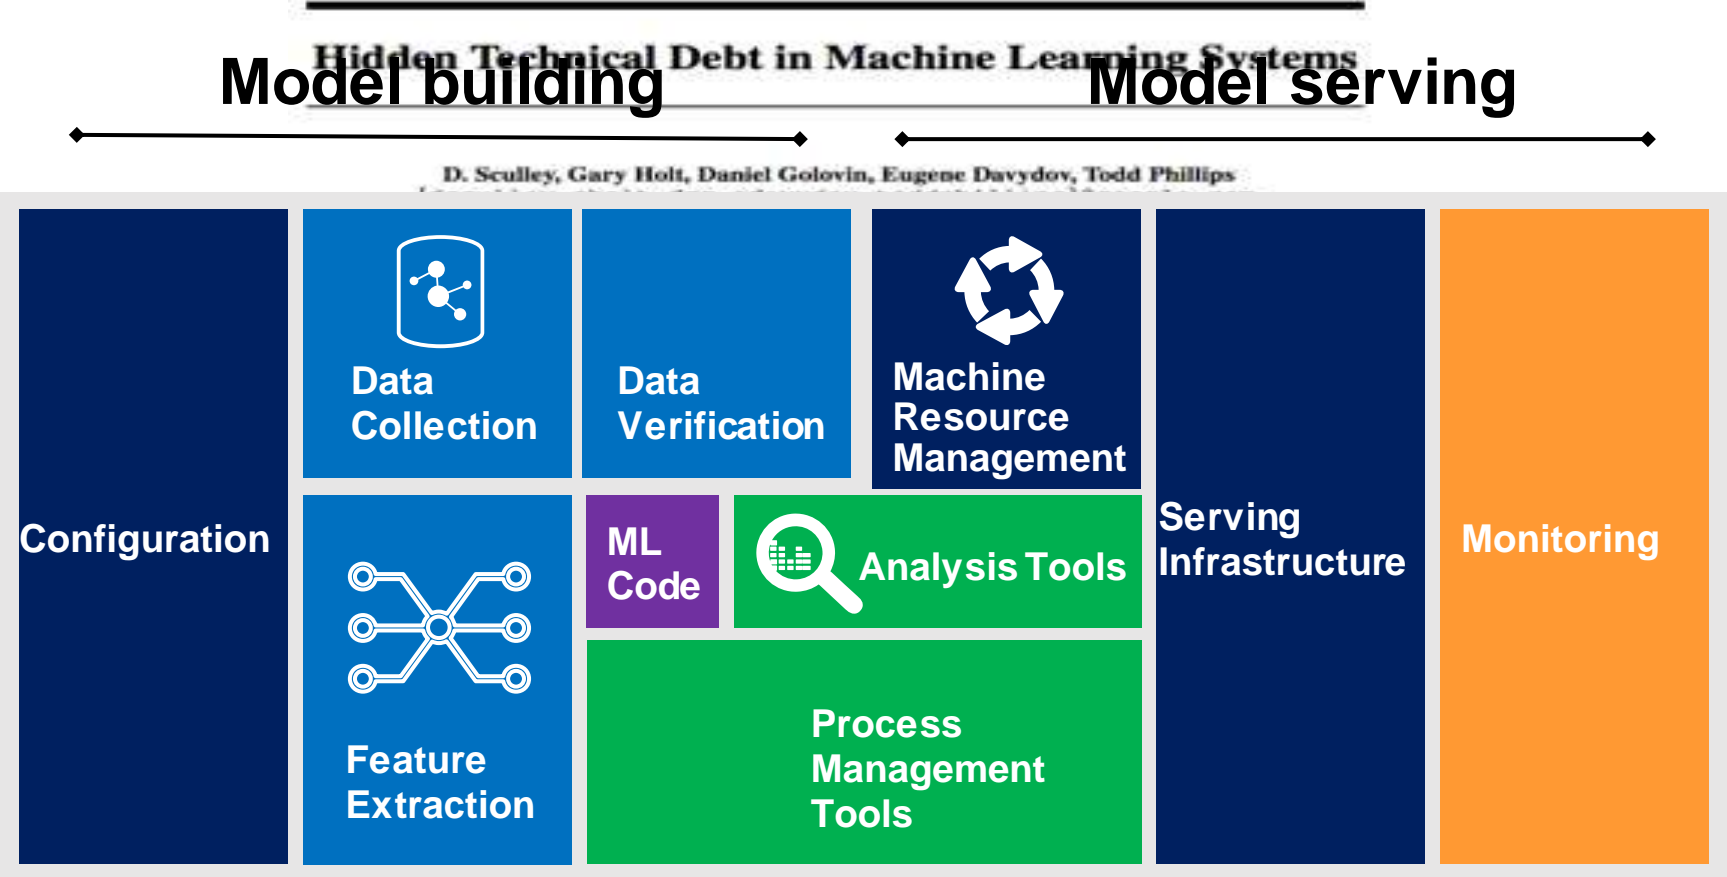 Hidden Technical Debt in Machine Learning Systems
Model building
Model serving
D. Sculley, Gary Holt, Daniel Golovin, Eugene Davydov, Todd Phillips
Configuration
Data
Collection
Data
Verification
Machine
Resource
Management
Serving
Infrastructure
Monitoring
Feature
Extraction
ML
Code
Analysis Tools
Process
Management
Tools